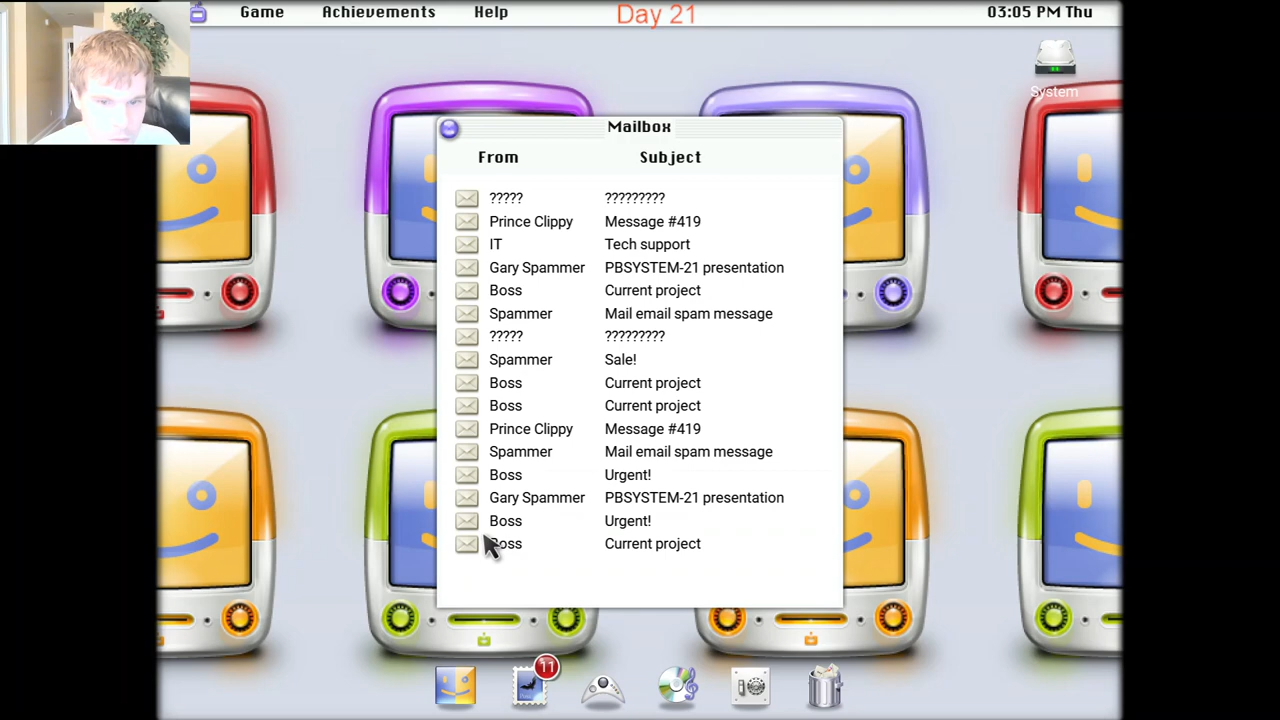 Game Achievements Help Day 21 03:05 PM Thu
System
Mailbox
From Subject
????? ?????????
Prince Clippy Message #419
IT Tech support
Gary Spammer PBSYSTEM-21 presentation
Boss Current project
Spammer Mail email spam message
????? ?????????
Spammer Sale!
Boss Current project
Boss Current project
Prince Clippy Message #419
Spammer Mail email spam message
Boss Urgent!
Gary Spammer PBSYSTEM-21 presentation
Boss Urgent!
Boss Current project
11